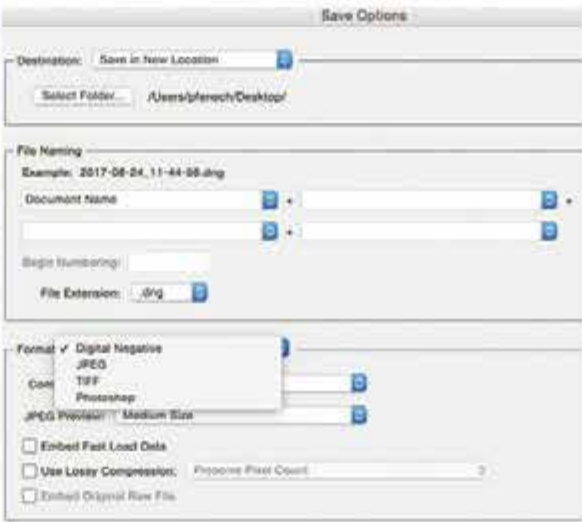 Save Options
Destination: Save in New Location
Select Folder... /Users/pfenech/Desktop/
File Naming
Example: 2017-08-24_11-44-98.dng
Document Name + +
+
Begin Numbering:
File Extension: .dng
Format ✓ Digital Negative
JPEG
Com TIFF
Photoshop
JPEG Preview: Medium Size
Embed Fast Load Data
Use Lossy Compression: Preserve Pixel Count
Embed Original Raw File